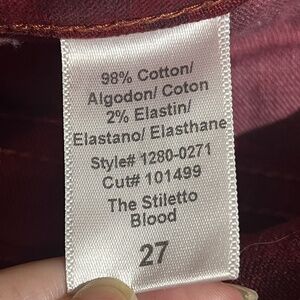 98% Cotton/
Algodon/ Coton
2% Elastin/
Elastano/ Elasthane
Style# 1280-0271
Cut# 101499
The Stiletto
Blood
27